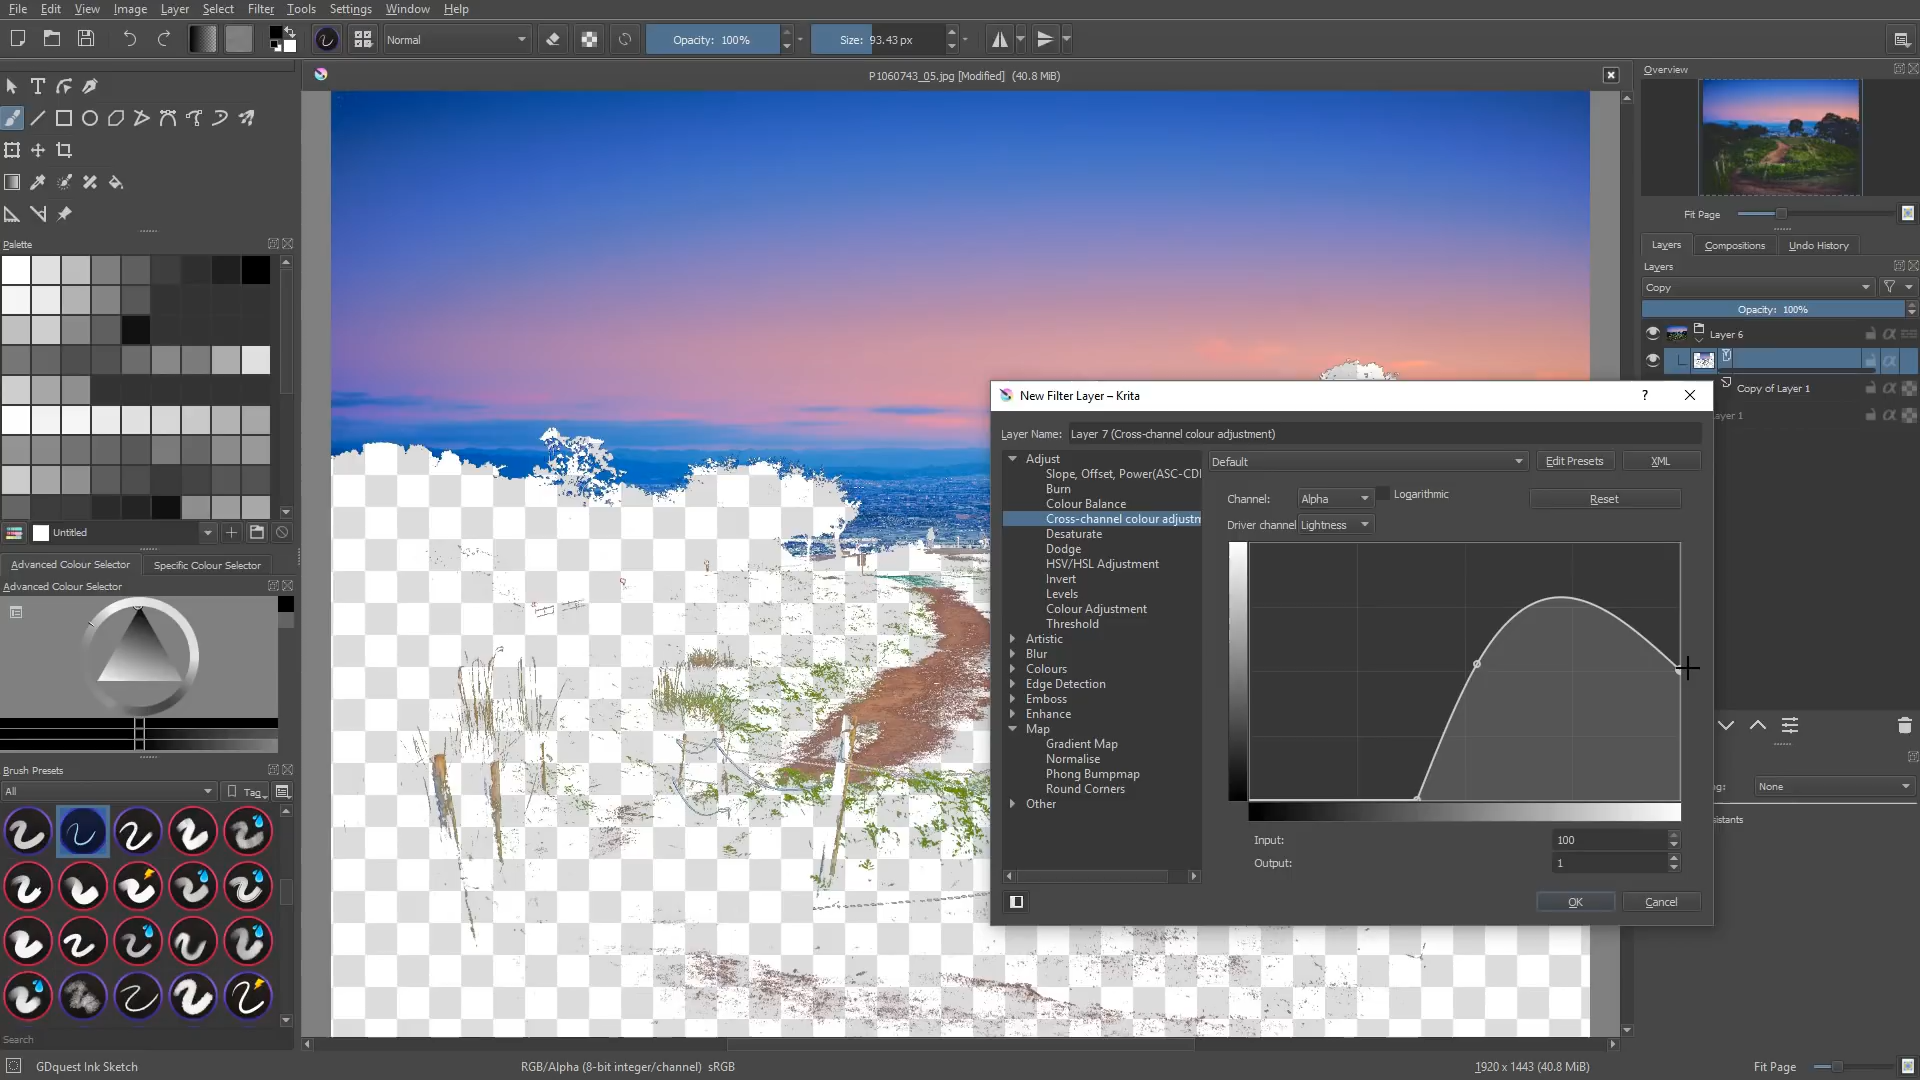 File Edit View Image Layer Select Filter Tools Settings Window Help
Normal
Opacity: 100%
Size: 93.43 px
P1060743_05.jpg [Modified] (40.8 MiB)
Overview
Fit Page
Palette
Layers Compositions Undo History
Layers
Copy
Opacity: 100%
Layer 6
Copy of Layer 1
ayer 1
New Filter Layer – Krita
?
Layer Name: Layer 7 (Cross-channel colour adjustment)
Adjust
Slope, Offset, Power(ASC-CDL
Burn
Colour Balance
Cross-channel colour adjustn
Desaturate
Dodge
HSV/HSL Adjustment
Invert
Levels
Colour Adjustment
Threshold
Artistic
Blur
Colours
Edge Detection
Emboss
Enhance
Map
Gradient Map
Normalise
Phong Bumpmap
Round Corners
Other
Default
Edit Presets
XML
Channel: Alpha
Logarithmic
Reset
Driver channel Lightness
Input: 100
Output: 1
OK
Cancel
Untitled
Advanced Colour Selector Specific Colour Selector
Advanced Colour Selector
Brush Presets
All
Tag
None
sistants
Search
GDquest Ink Sketch
RGB/Alpha (8-bit integer/channel) sRGB
1920 x 1443 (40.8 MiB)
Fit Page